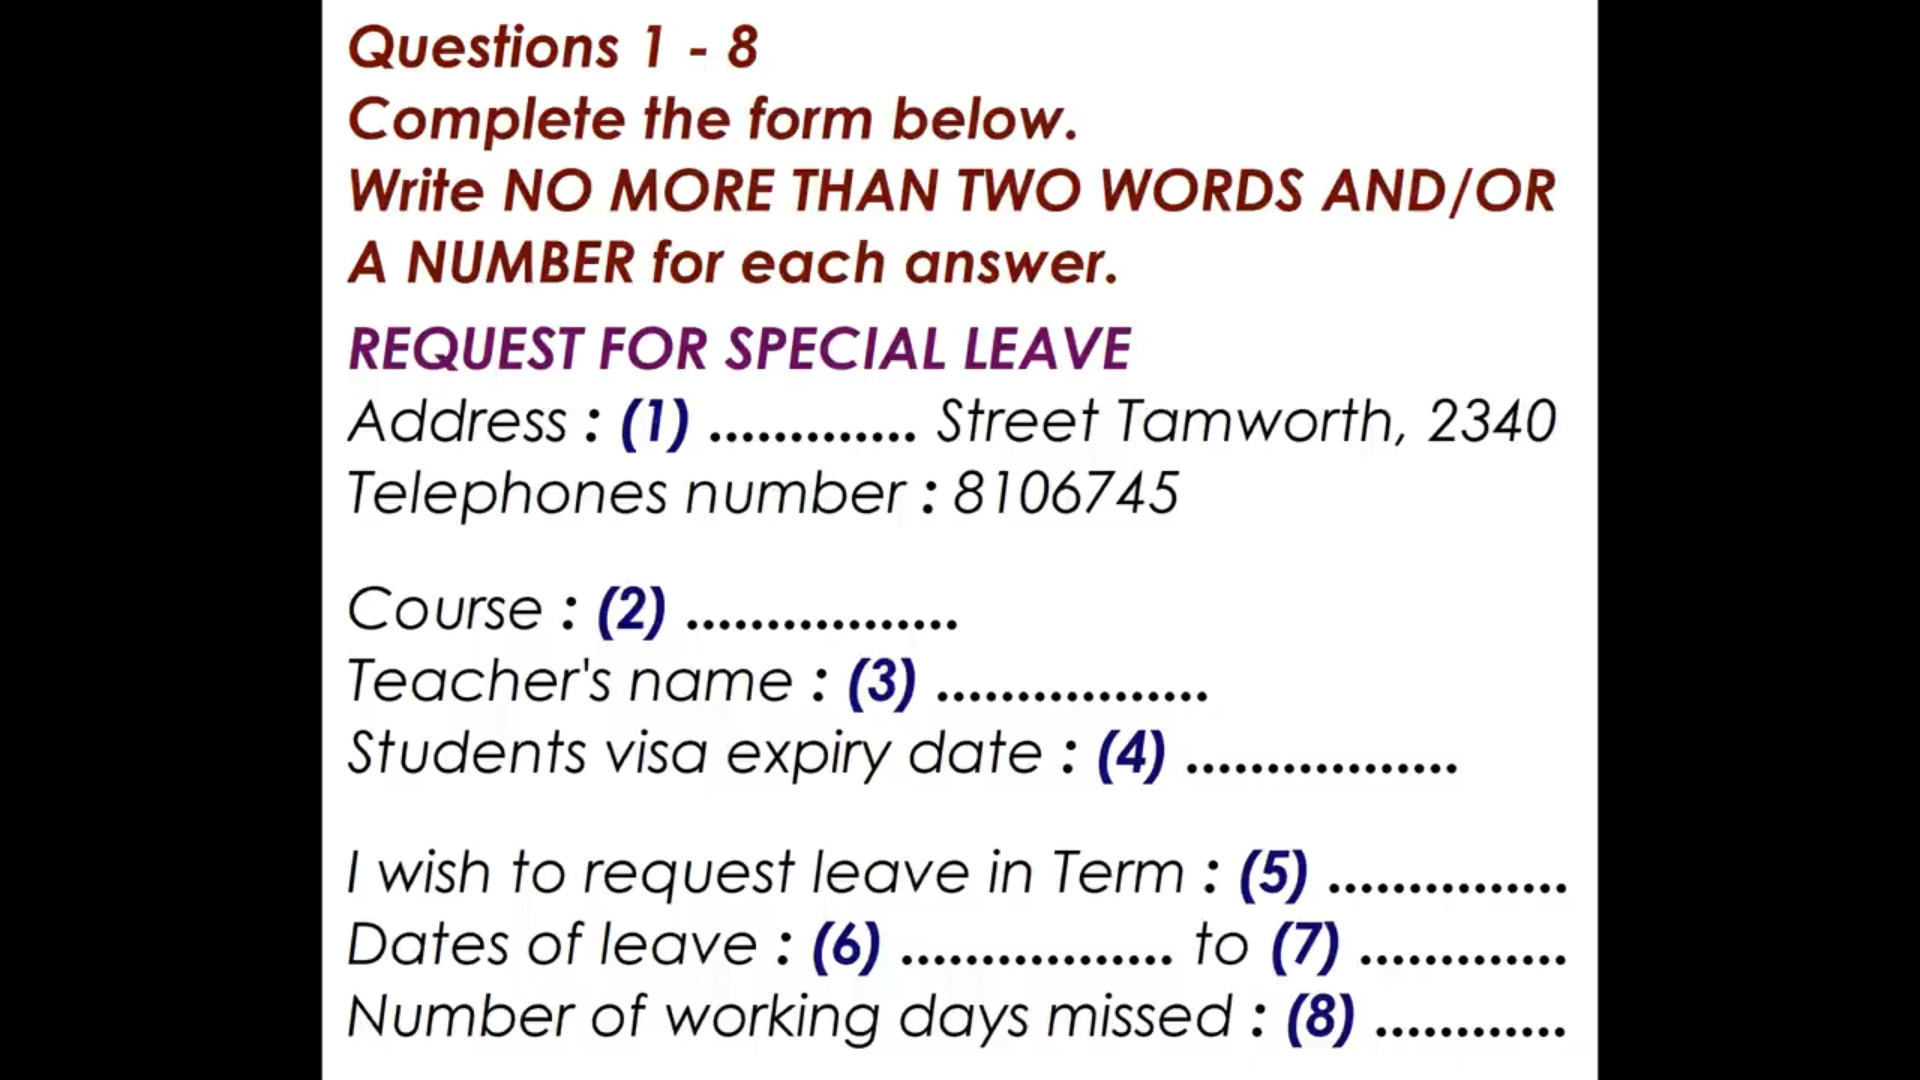 Questions 1 - 8
Complete the form below.
Write NO MORE THAN TWO WORDS AND/OR
A NUMBER for each answer.
REQUEST FOR SPECIAL LEAVE
Address : (1) ............. Street Tamworth, 2340
Telephones number : 8106745
Course : (2) .................
Teacher's name : (3) .................
Students visa expiry date : (4) .................
I wish to request leave in Term : (5) ...............
Dates of leave : (6) ................. to (7) .............
Number of working days missed : (8) ............